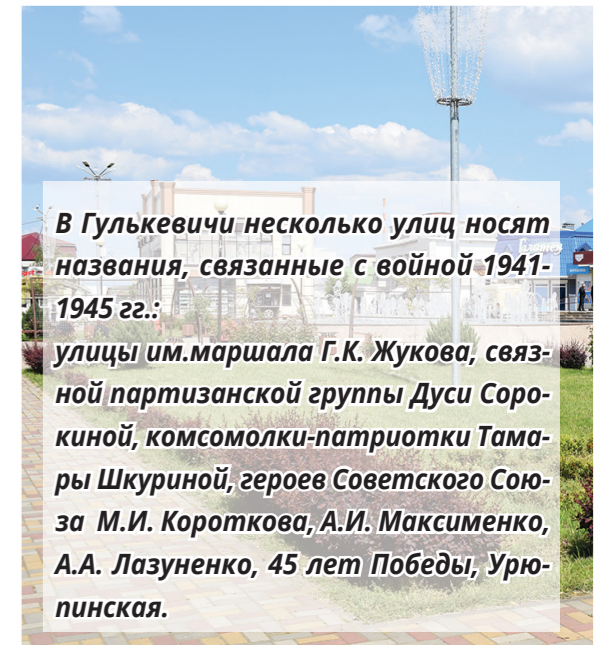 Галатея
В Гулькевичи несколько улиц носят
названия, связанные с войной 1941-
1945 гг.:
улицы им.маршала Г.К. Жукова, связ-
ной партизанской группы Дуси Соро-
киной, комсомолки-патриотки Тама-
ры Шкуриной, героев Советского Сою-
за М.И. Короткова, А.И. Максименко,
А.А. Лазуненко, 45 лет Победы, Урю-
пинская.